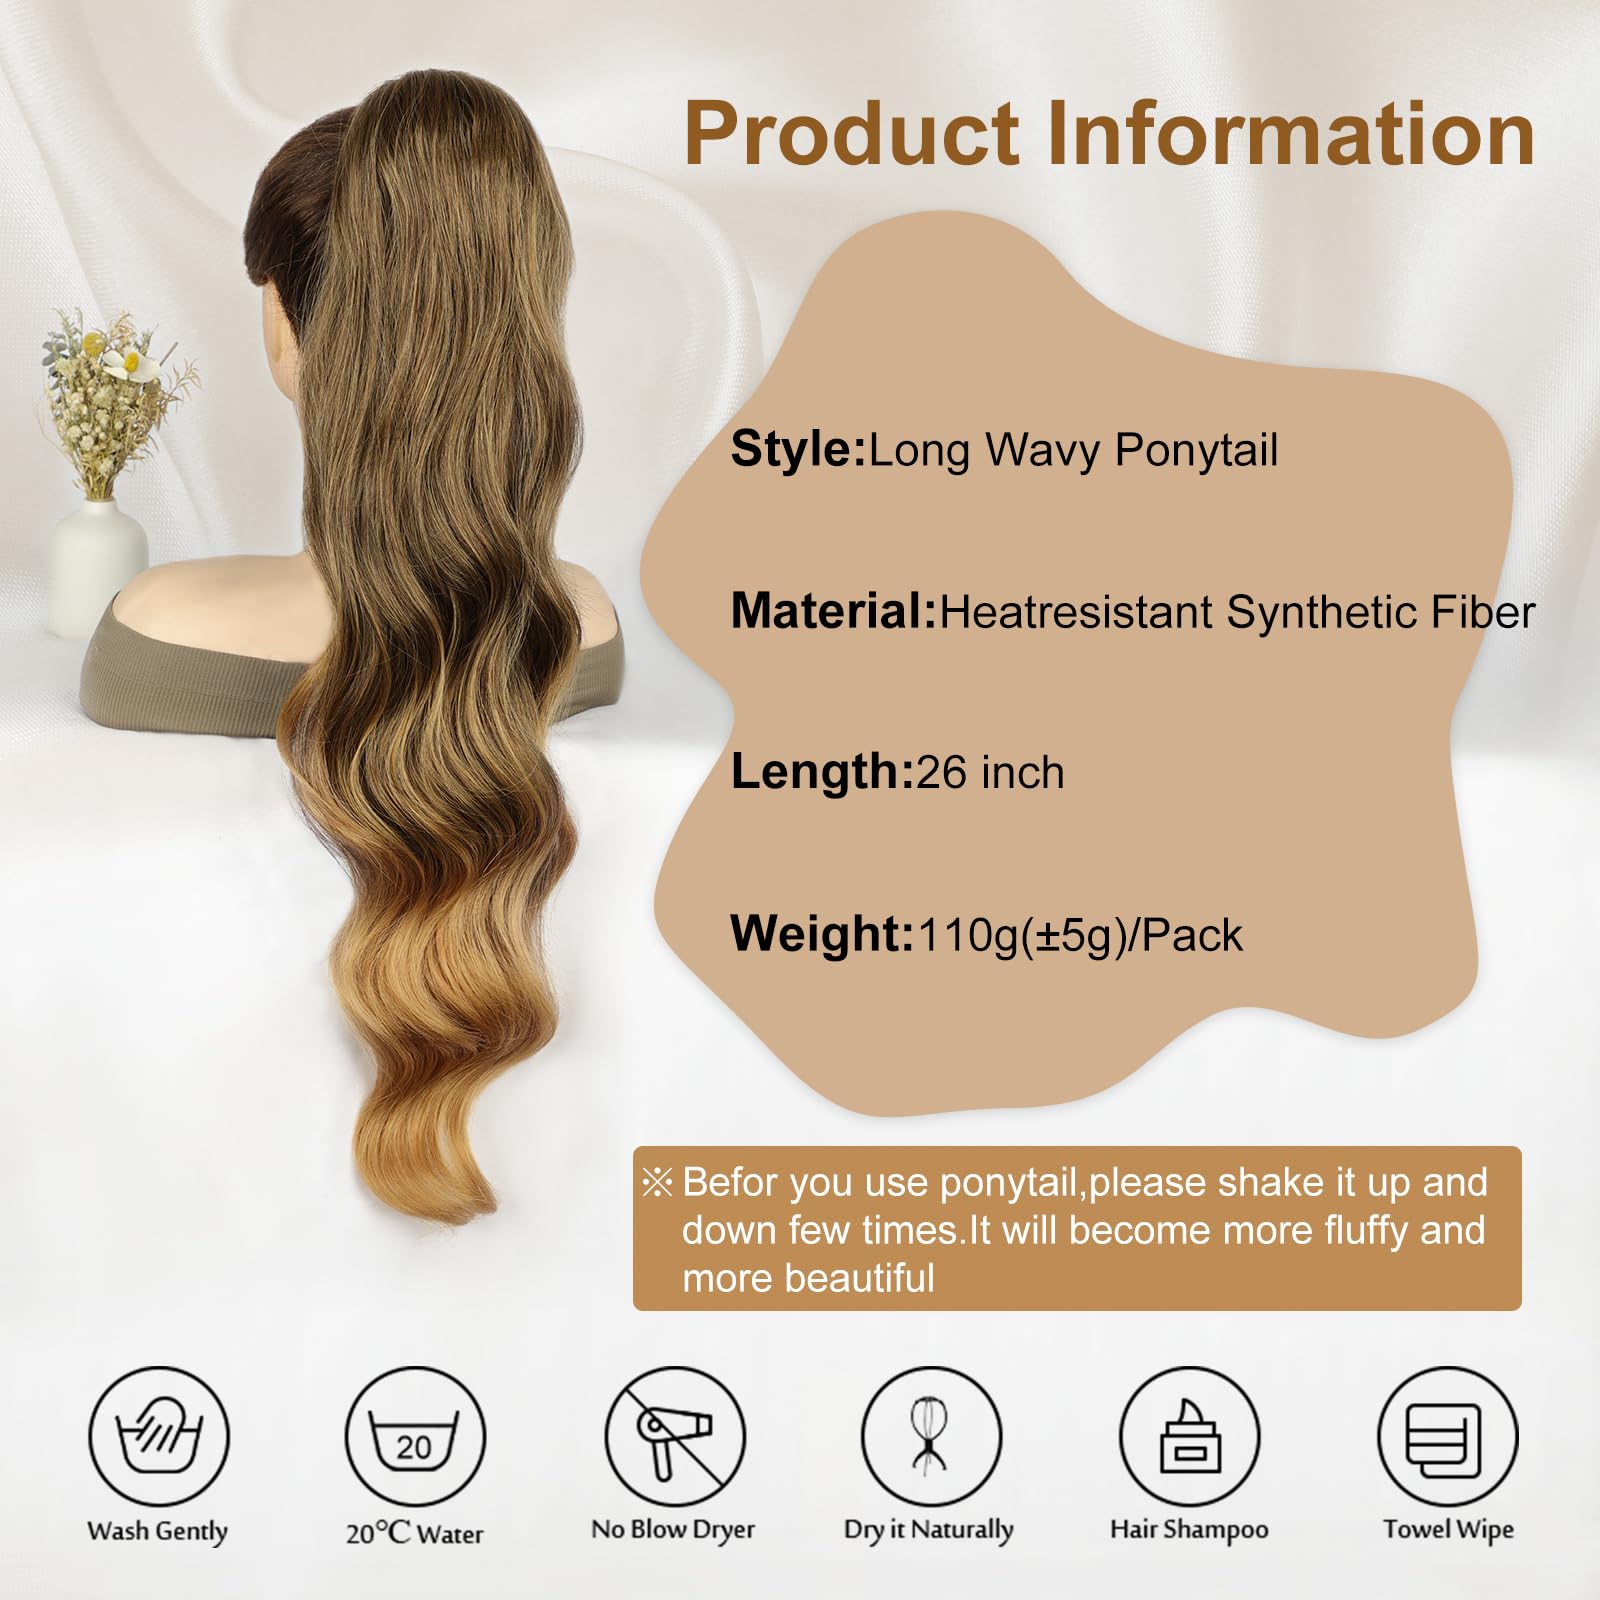 Product Information
Style:Long Wavy Ponytail
Material:Heatresistant Synthetic Fiber
Length:26 inch
Weight:110g(±5g)/Pack
※ Befor you use ponytail,please shake it up and
down few times.It will become more fluffy and
more beautiful
20
Wash Gently
20°C Water
No Blow Dryer
Dry it Naturally
Hair Shampoo
Towel Wipe